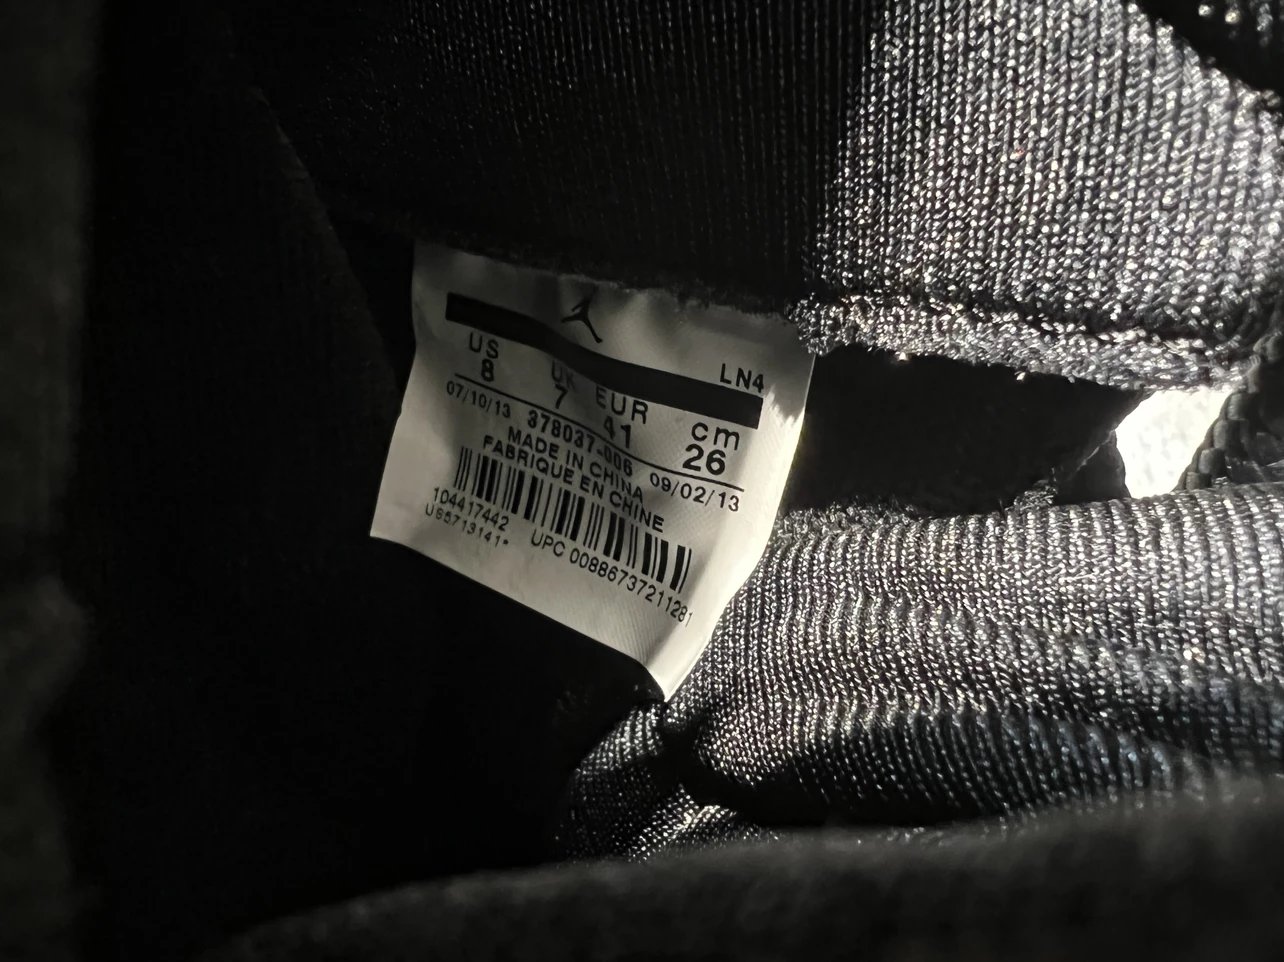 LN4
US UK EUR cm
8 7 41 26
07/10/13 378037-006 09/02/13
MADE IN CHINA
FABRIQUE EN CHINE
104417442
US5713141* UPC 00886737211281